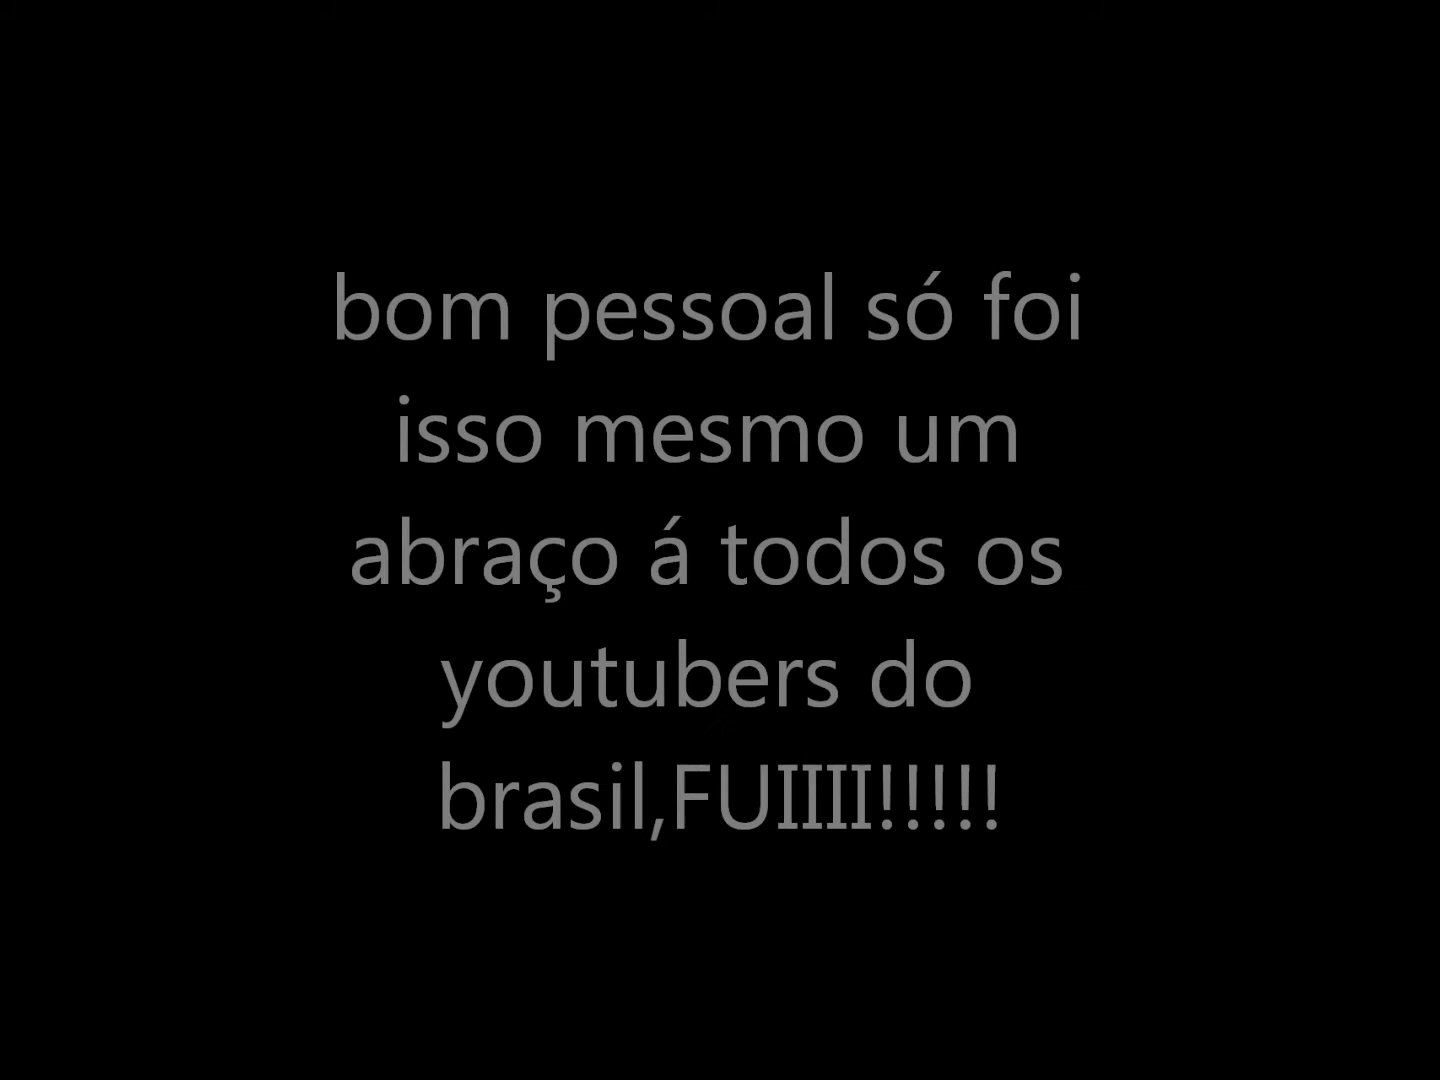 bom pessoal só foi
isso mesmo um
abraço á todos os
youtubers do
brasil,FUIIII!!!!!